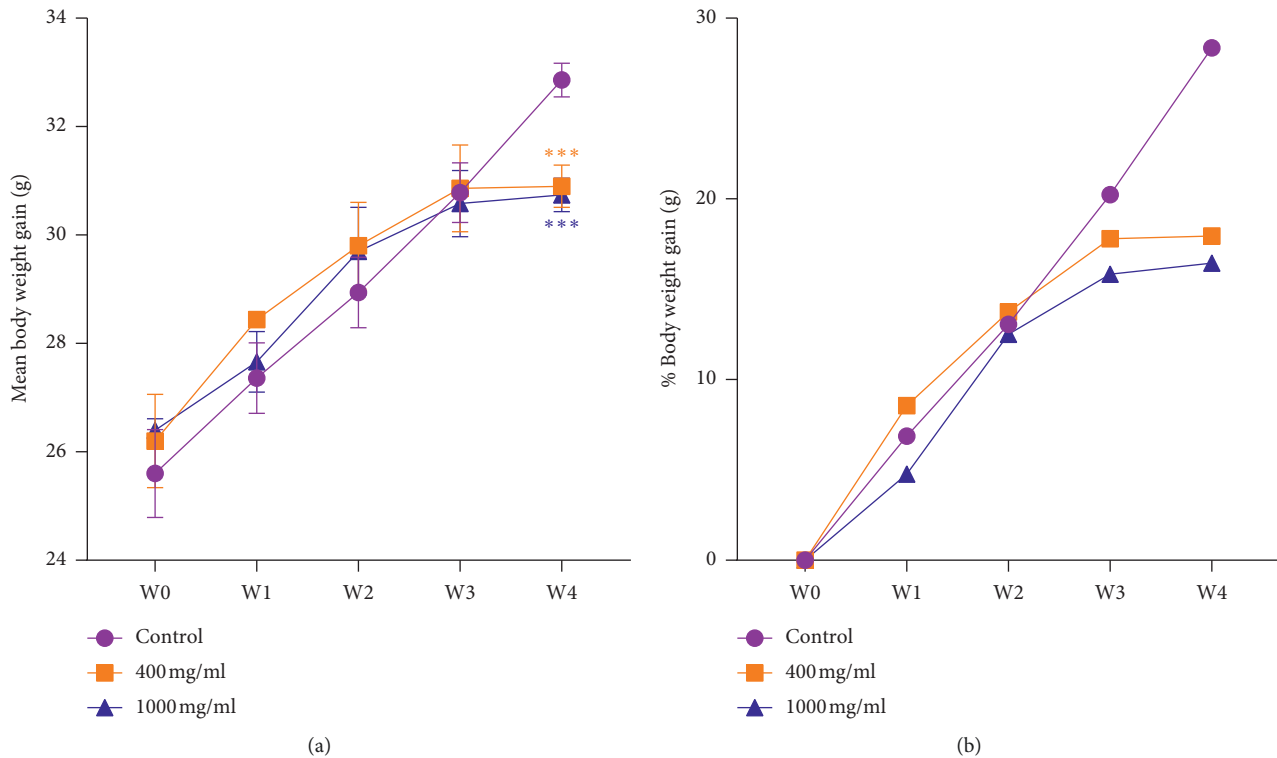 34
32
30
28
26
24
Mean body weight gain (g)
***
***
W0 W1 W2 W3 W4
Control
400 mg/ml
1000 mg/ml
(a)
30
20
10
0
% Body weight gain (g)
W0 W1 W2 W3 W4
Control
400 mg/ml
1000 mg/ml
(b)